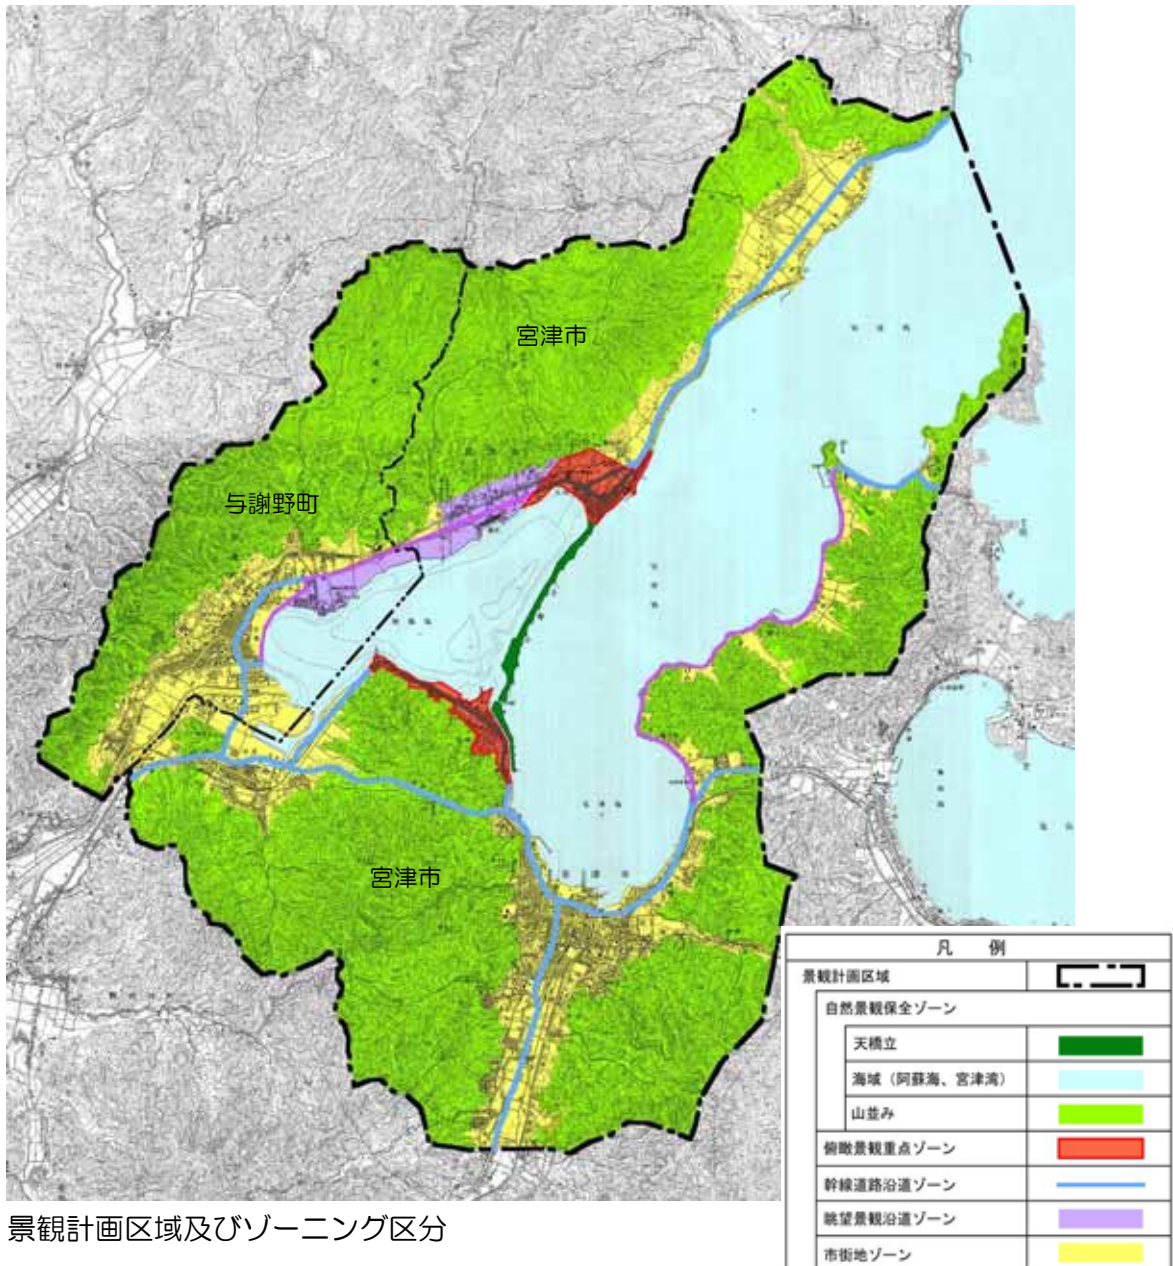 宮津市
与謝野町
宮津市
凡 例
景観計画区域
自然景観保全ゾーン
天橋立
海域（阿蘇海、宮津湾）
山並み
俯瞰景観重点ゾーン
幹線道路沿道ゾーン
眺望景観沿道ゾーン
市街地ゾーン
景観計画区域及びゾーニング区分